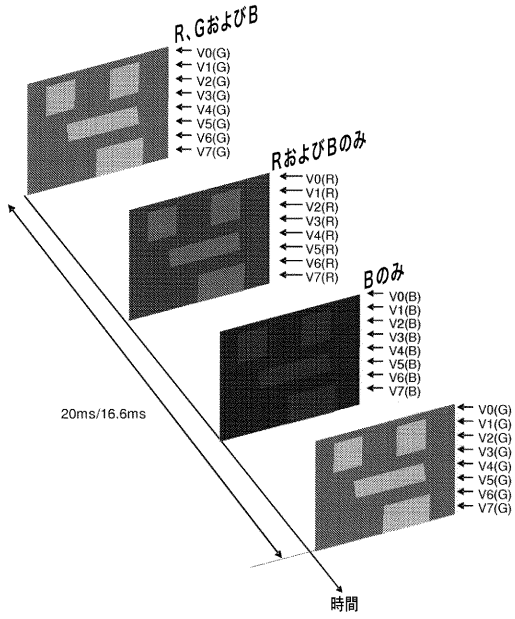 R、GおよびB
V0(G)
V1(G)
V2(G)
V3(G)
V4(G)
V5(G)
V6(G)
V7(G)
RおよびBのみ
V0(R)
V1(R)
V2(R)
V3(R)
V4(R)
V5(R)
V6(R)
V7(R)
Bのみ
V0(B)
V1(B)
V2(B)
V3(B)
V4(B)
V5(B)
V6(B)
V7(B)
20ms/16.6ms
V0(G)
V1(G)
V2(G)
V3(G)
V4(G)
V5(G)
V6(G)
V7(G)
時間